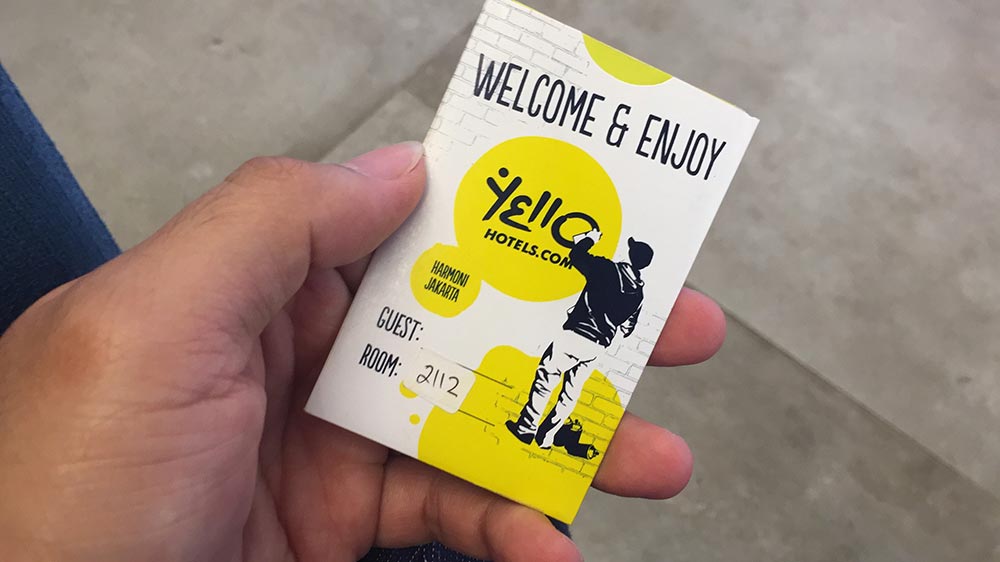 WELCOME & ENJOY
YELLO
HOTELS.COM
HARMONI
JAKARTA
GUEST:
ROOM: 2112